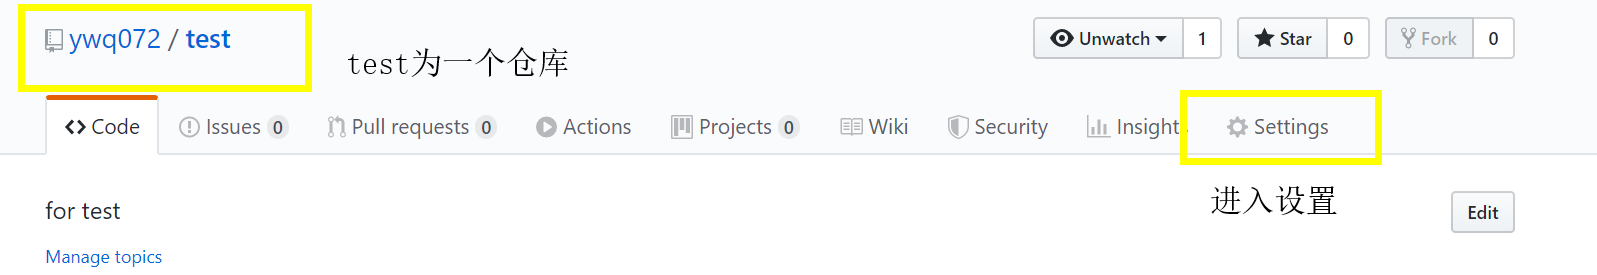 ywq072 / test
Unwatch 1 Star 0 Fork 0
test为一个仓库
Code Issues 0 Pull requests 0 Actions Projects 0 Wiki Security Insight Settings
进入设置
for test
Edit
Manage topics